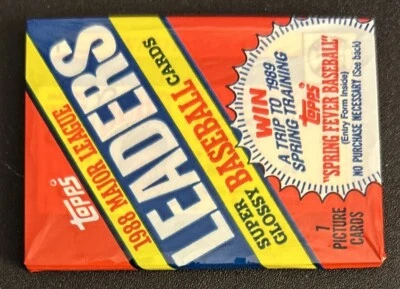 Topps
1988 MAJOR LEAGUE
LEADERS
SUPER
GLOSSY
BASEBALL
CARDS
WIN
A TRIP TO 1989
SPRING TRAINING
Topps
"SPRING FEVER BASEBALL"
(Entry Form Inside)
NO PURCHASE NECESSARY (See back)
7
PICTURE
CARDS